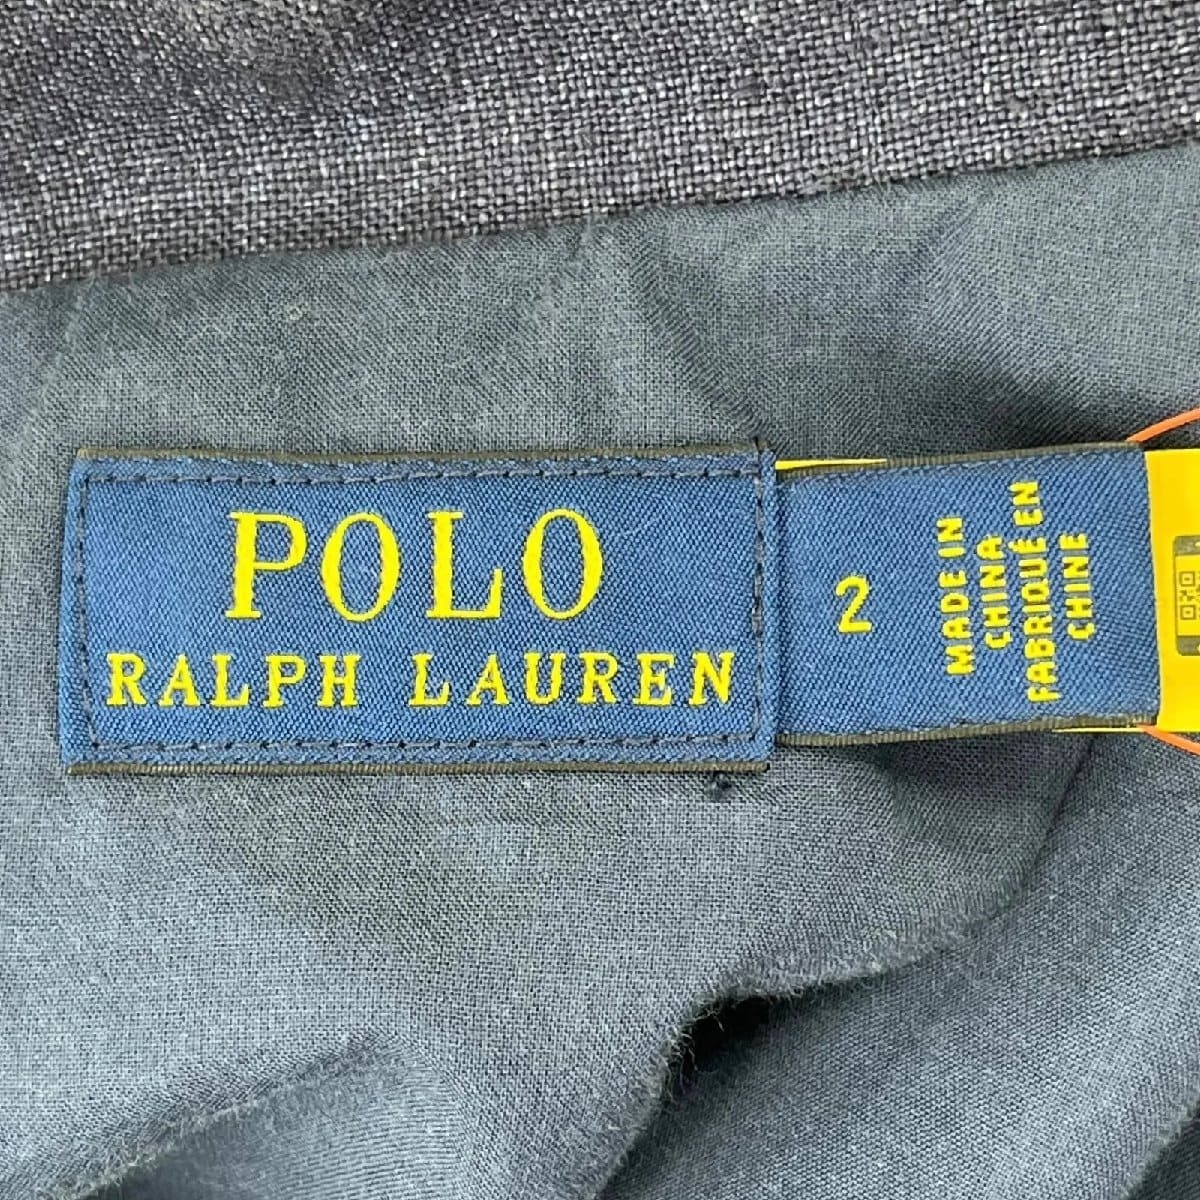 POLO
RALPH LAUREN
2
MADE IN
CHINA
FABRIQUÉ EN
CHINE